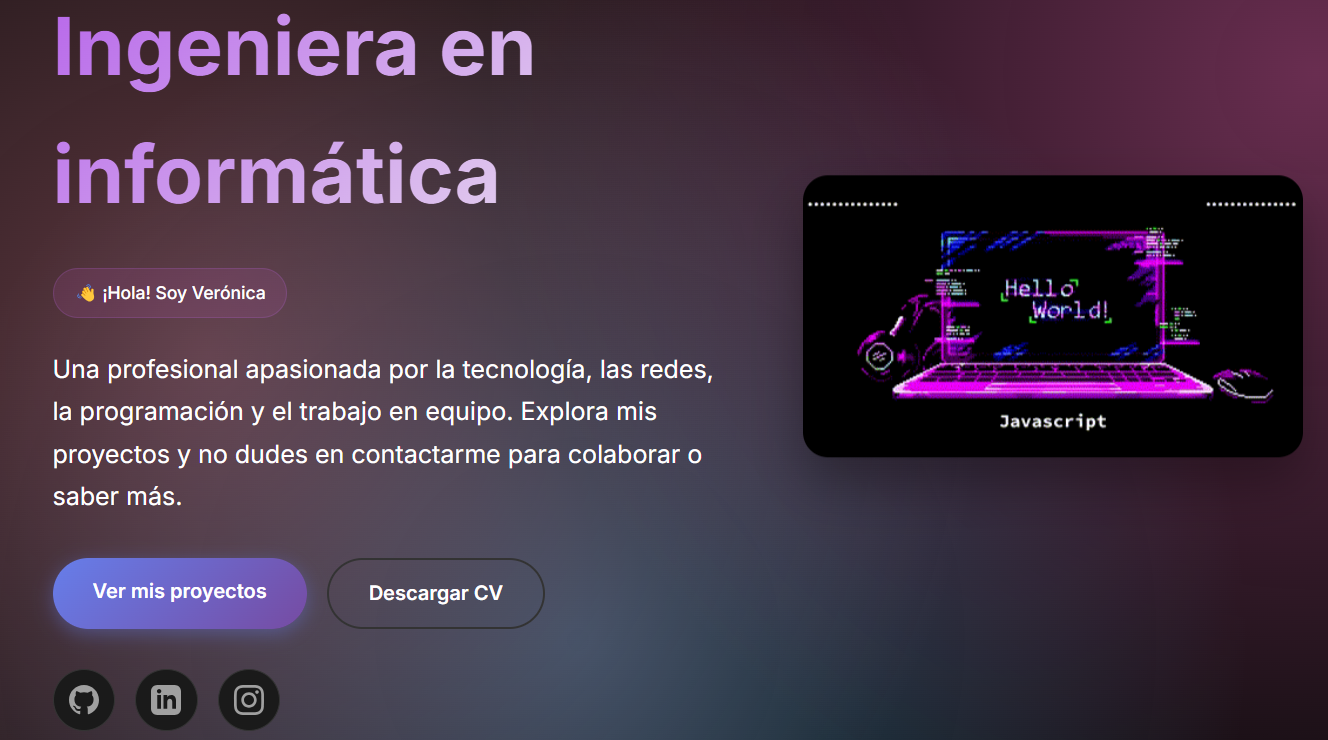 Ingeniera en
informática
👋 ¡Hola! Soy Verónica
Una profesional apasionada por la tecnología, las redes,
la programación y el trabajo en equipo. Explora mis
proyectos y no dudes en contactarme para colaborar o
saber más.
Ver mis proyectos
Descargar CV
in
Hello
World!
Javascript